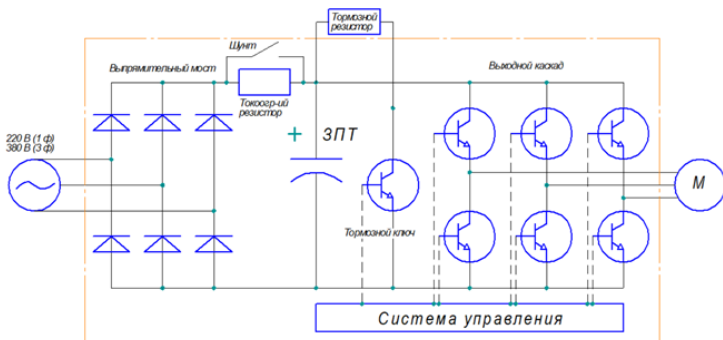 Тормозной
резистор
Шунт
Выпрямительный мост
Выходной каскад
Токоогр-ий
резистор
220 В (1 ф)
380 В (3 ф)
+
ЗПТ
М
Тормозной ключ
Система управления